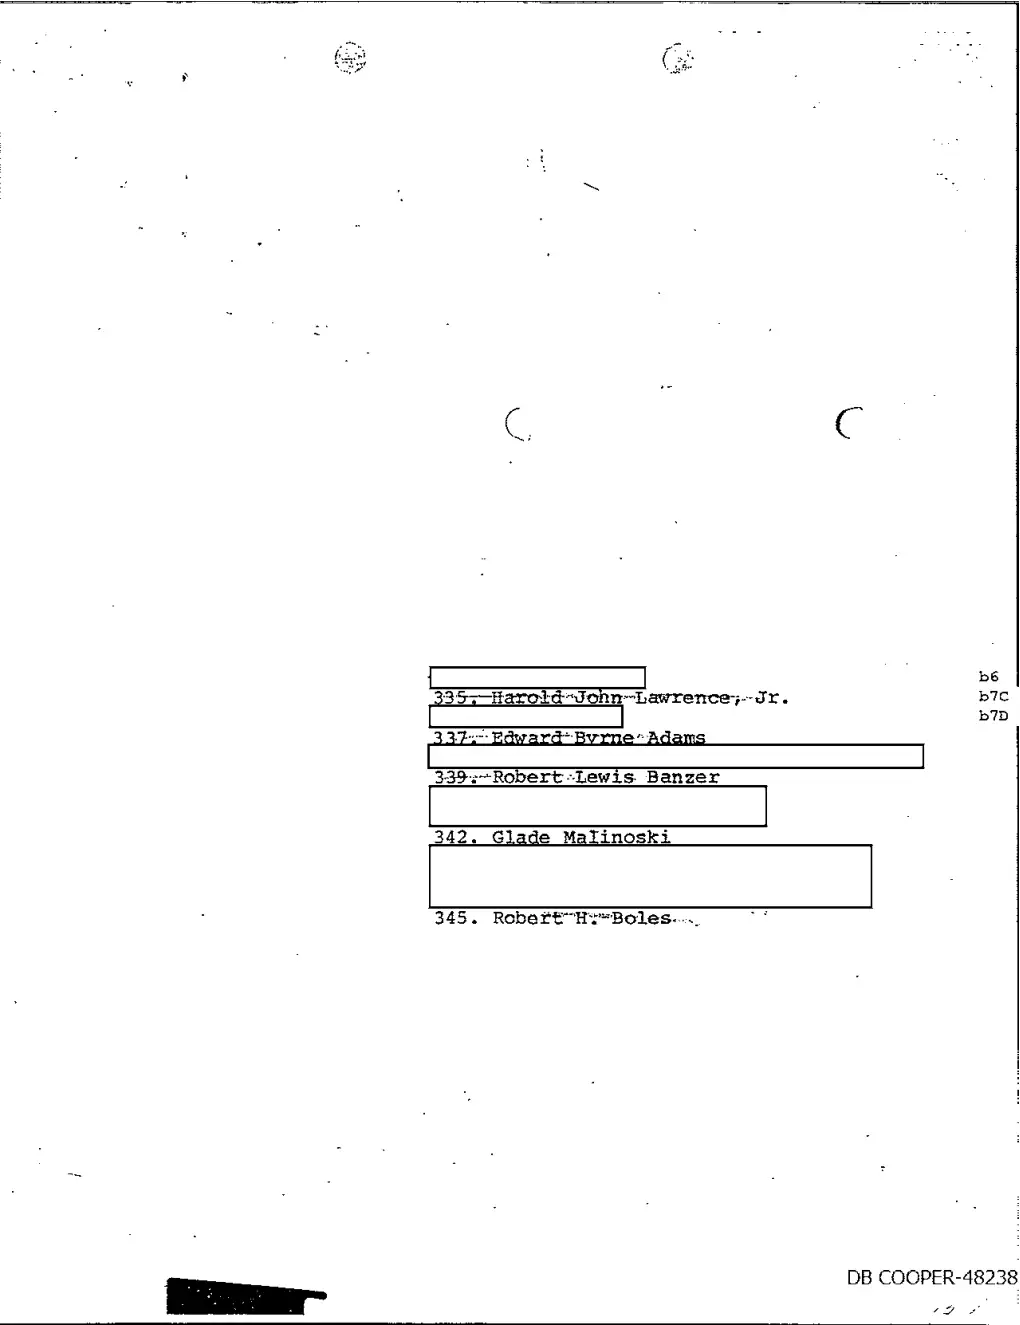 b6
335. Harold John Lawrence, Jr.
b7C
b7D
337. Edward Byrne Adams
339. Robert Lewis Banzer
342. Glade Malinoski
345. Robert H. Boles
DB COOPER-48238